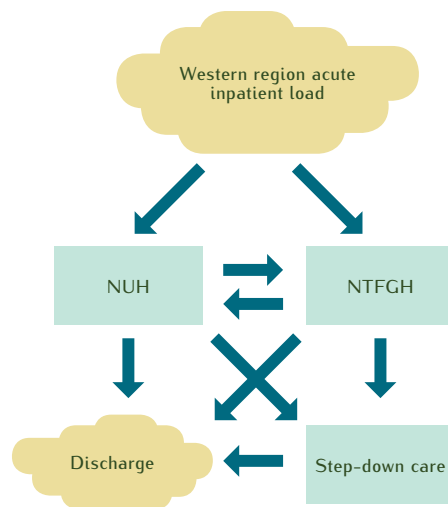 Western region acute
inpatient load
NUH
NTFGH
Discharge
Step-down care